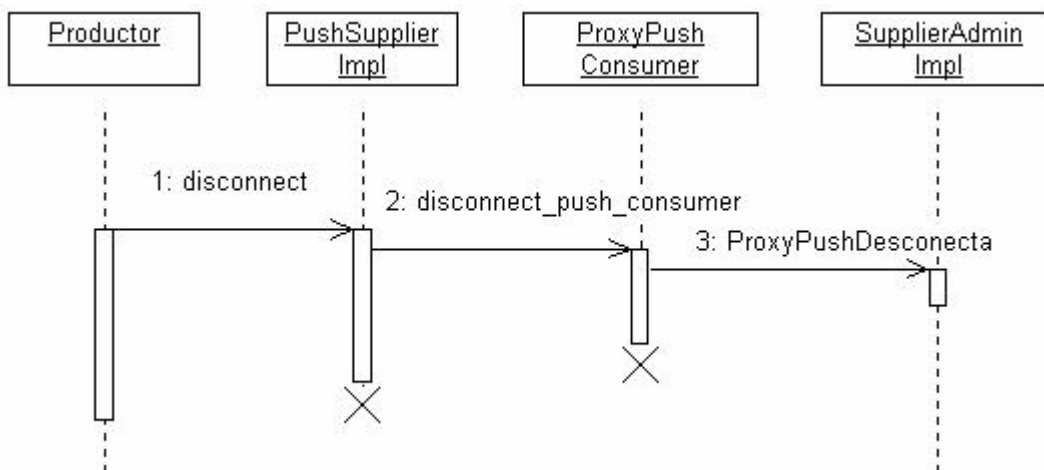 Productor
PushSupplier
Impl
ProxyPush
Consumer
SupplierAdmin
Impl
1: disconnect
2: disconnect_push_consumer
3: ProxyPushDesconecta